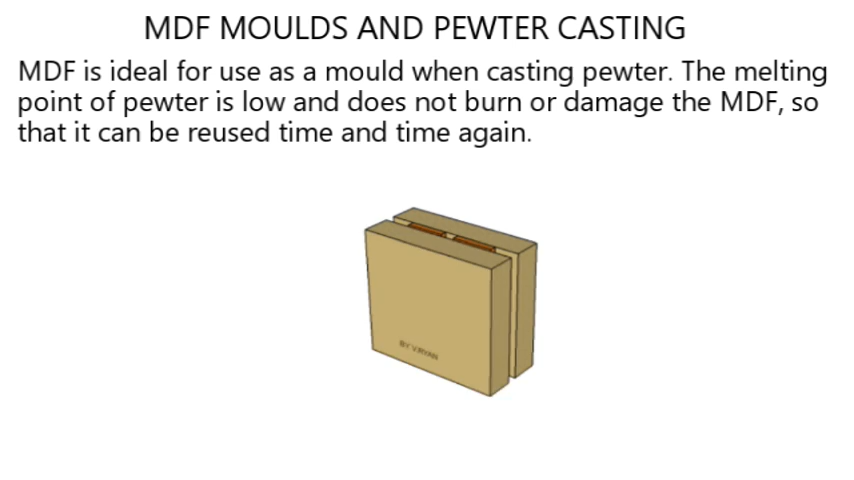 MDF MOULDS AND PEWTER CASTING
MDF is ideal for use as a mould when casting pewter. The melting
point of pewter is low and does not burn or damage the MDF, so
that it can be reused time and time again.
BY V.RYAN